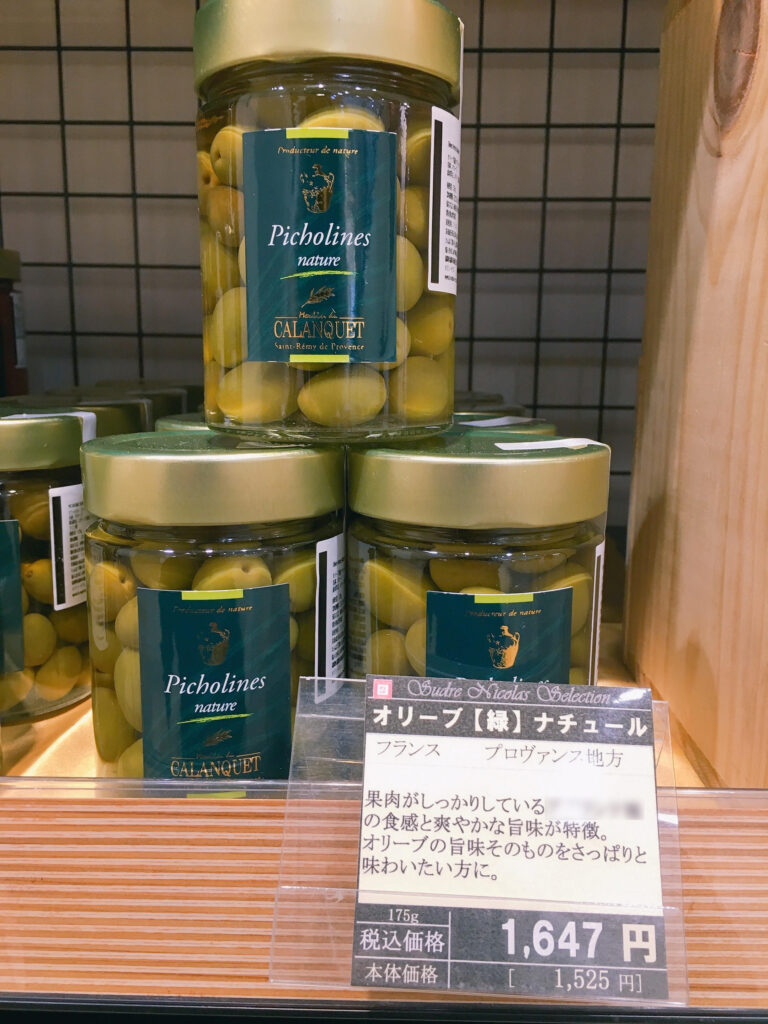 Producteur de nature
Picholines
nature
Moulin du
CALANQUET
Saint-Rémy de Provence
Producteur de nature
Picholines
nature
CALANQUET
Producteur de nature
Sudre Nicolas Selection
オリーブ【緑】ナチュール
フランス プロヴァンス地方
果肉がしっかりしている
の食感と爽やかな旨味が特徴。
オリーブの旨味そのものをさっぱりと
味わいたい方に。
175g
税込価格 1,647 円
本体価格 [ 1,525 円]